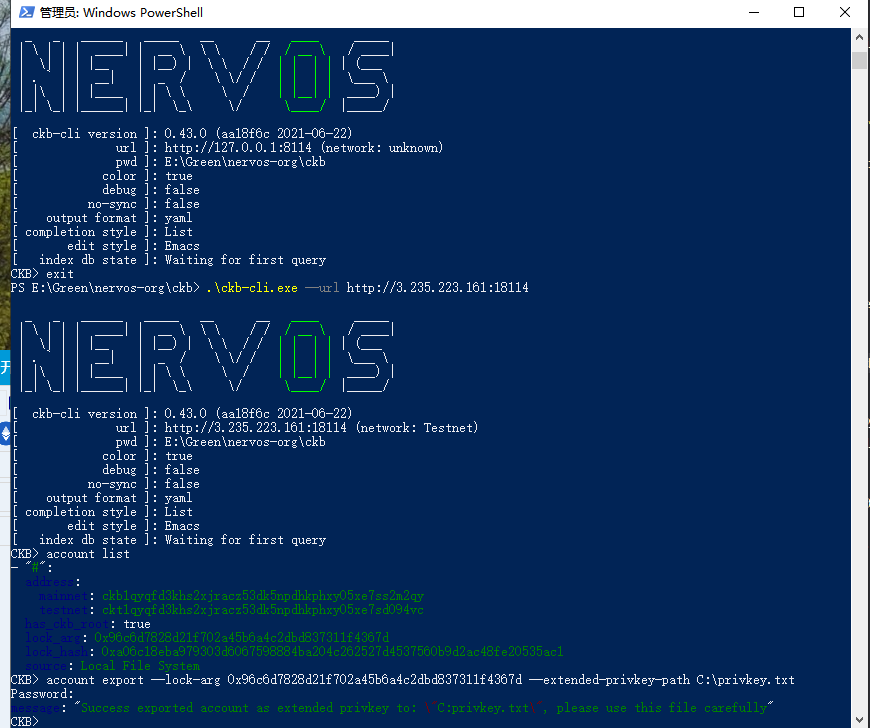 管理员: Windows PowerShell
NERVOS
[ ckb-cli version ]: 0.43.0 (aa18f6c 2021-06-22)
[ url ]: http://127.0.0.1:8114 (network: unknown)
[ pwd ]: E:\Green\nervos-org\ckb
[ color ]: true
[ debug ]: false
[ no-sync ]: false
[ output format ]: yaml
[ completion style ]: List
[ edit style ]: Emacs
[ index db state ]: Waiting for first query
CKB> exit
PS E:\Green\nervos-org\ckb> .\ckb-cli.exe --url http://3.235.223.161:18114
NERVOS
[ ckb-cli version ]: 0.43.0 (aa18f6c 2021-06-22)
[ url ]: http://3.235.223.161:18114 (network: Testnet)
[ pwd ]: E:\Green\nervos-org\ckb
[ color ]: true
[ debug ]: false
[ no-sync ]: false
[ output format ]: yaml
[ completion style ]: List
[ edit style ]: Emacs
[ index db state ]: Waiting for first query
CKB> account list
- "#":
address:
mainnet: ckb1qyqfd3khs2xjracz53dk5npdhkphxy05xe7ss2m2qy
testnet: ckt1qyqfd3khs2xjracz53dk5npdhkphxy05xe7sd094vc
has_ckb_root: true
lock_arg: 0x96c6d7828d21f702a45b6a4c2dbd837311f4367d
lock_hash: 0xa06c18eba979303d6067598884ba204c262527d4537560b9d2ac48fe20535ac1
source: Local File System
CKB> account export --lock-arg 0x96c6d7828d21f702a45b6a4c2dbd837311f4367d --extended-privkey-path C:\privkey.txt
Password:
message: "Success exported account as extended privkey to: \"C:privkey.txt\", please use this file carefully"
CKB>
开